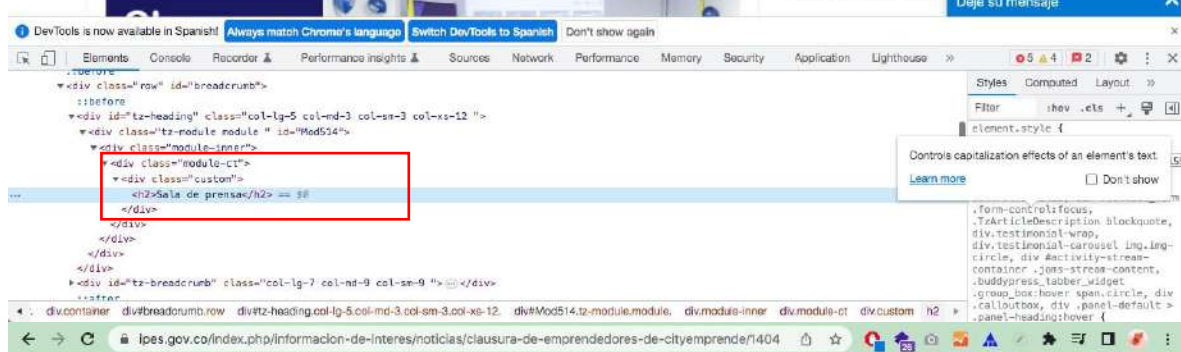 Deje su mensaje
DevTools is now available in Spanish! Always match Chrome's language Switch DevTools to Spanish Don't show again
Elements Console Recorder Performance insights Sources Network Performance Memory Security Application Lighthouse » 5 4 2
::before
▼<div class="row" id="breadcrumb">
::before
▼<div id="tz-heading" class="col-lg-5 col-md-3 col-sm-3 col-xs-12 ">
▼<div class="tz-module module " id="Mod514">
▼<div class="module-inner">
▼<div class="module-ct">
▼<div class="custom">
<h2>Sala de prensa</h2> == $0
</div>
</div>
</div>
</div>
</div>
▶<div id="tz-breadcrumb" class="col-lg-7 col-md-9 col-sm-9 ">…</div>
::after
div.container div#breadcrumb.row div#tz-heading.col-lg-5.col-md-3.col-sm-3.col-xs-12. div#Mod514.tz-module.module. div.module-inner div.module-ct div.custom h2
Styles Computed Layout »
Filter :hov .cls +
element.style {
Controls capitalization effects of an element's text.
Learn more Don't show
.form-control:focus,
.TzArticleDescription blockquote,
div.testimonial-wrap,
div.testimonial-carousel img.img-
circle, div #activity-stream-
container .joms-stream-content,
.buddypress_tabber_widget
.group_box:hover span.circle, div
.calloutbox, div .panel-default >
.panel-heading:hover {
ipes.gov.co/index.php/informacion-de-interes/noticias/clausura-de-emprendedores-de-cityemprende/1404